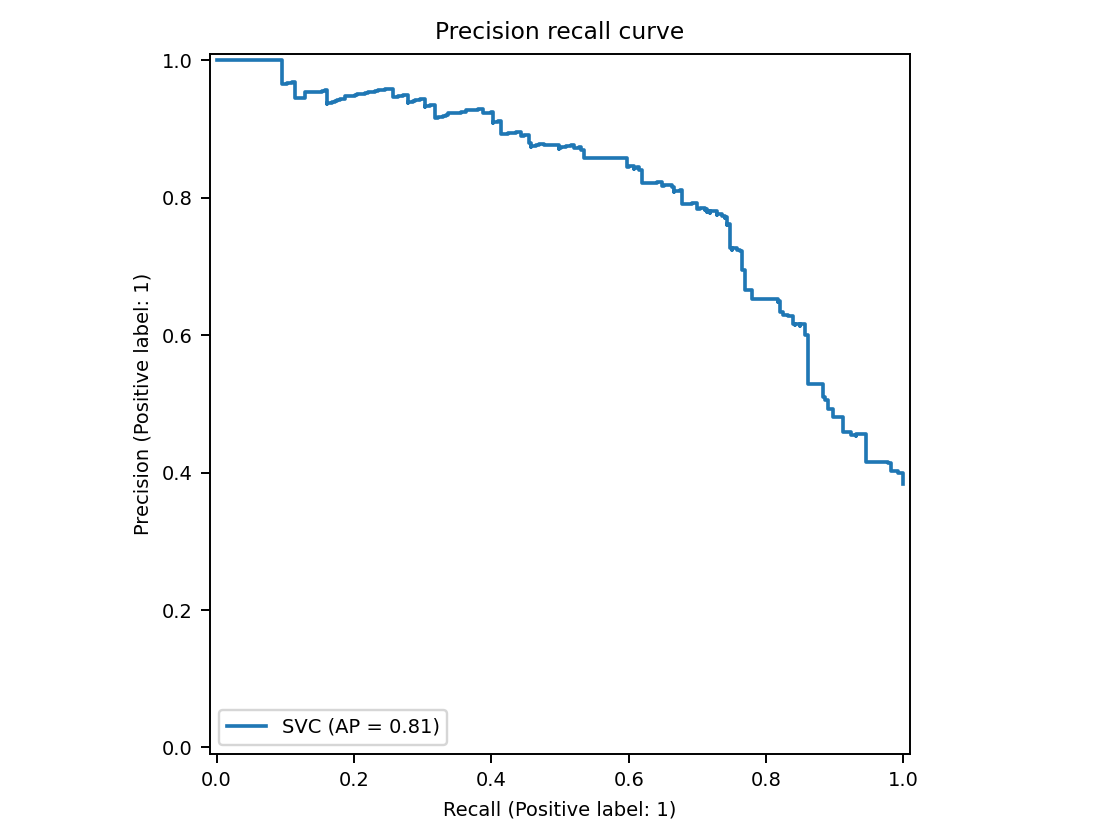 Precision recall curve
1.0
0.8
0.6
0.4
0.2
0.0
Precision (Positive label: 1)
SVC (AP = 0.81)
0.0 0.2 0.4 0.6 0.8 1.0
Recall (Positive label: 1)